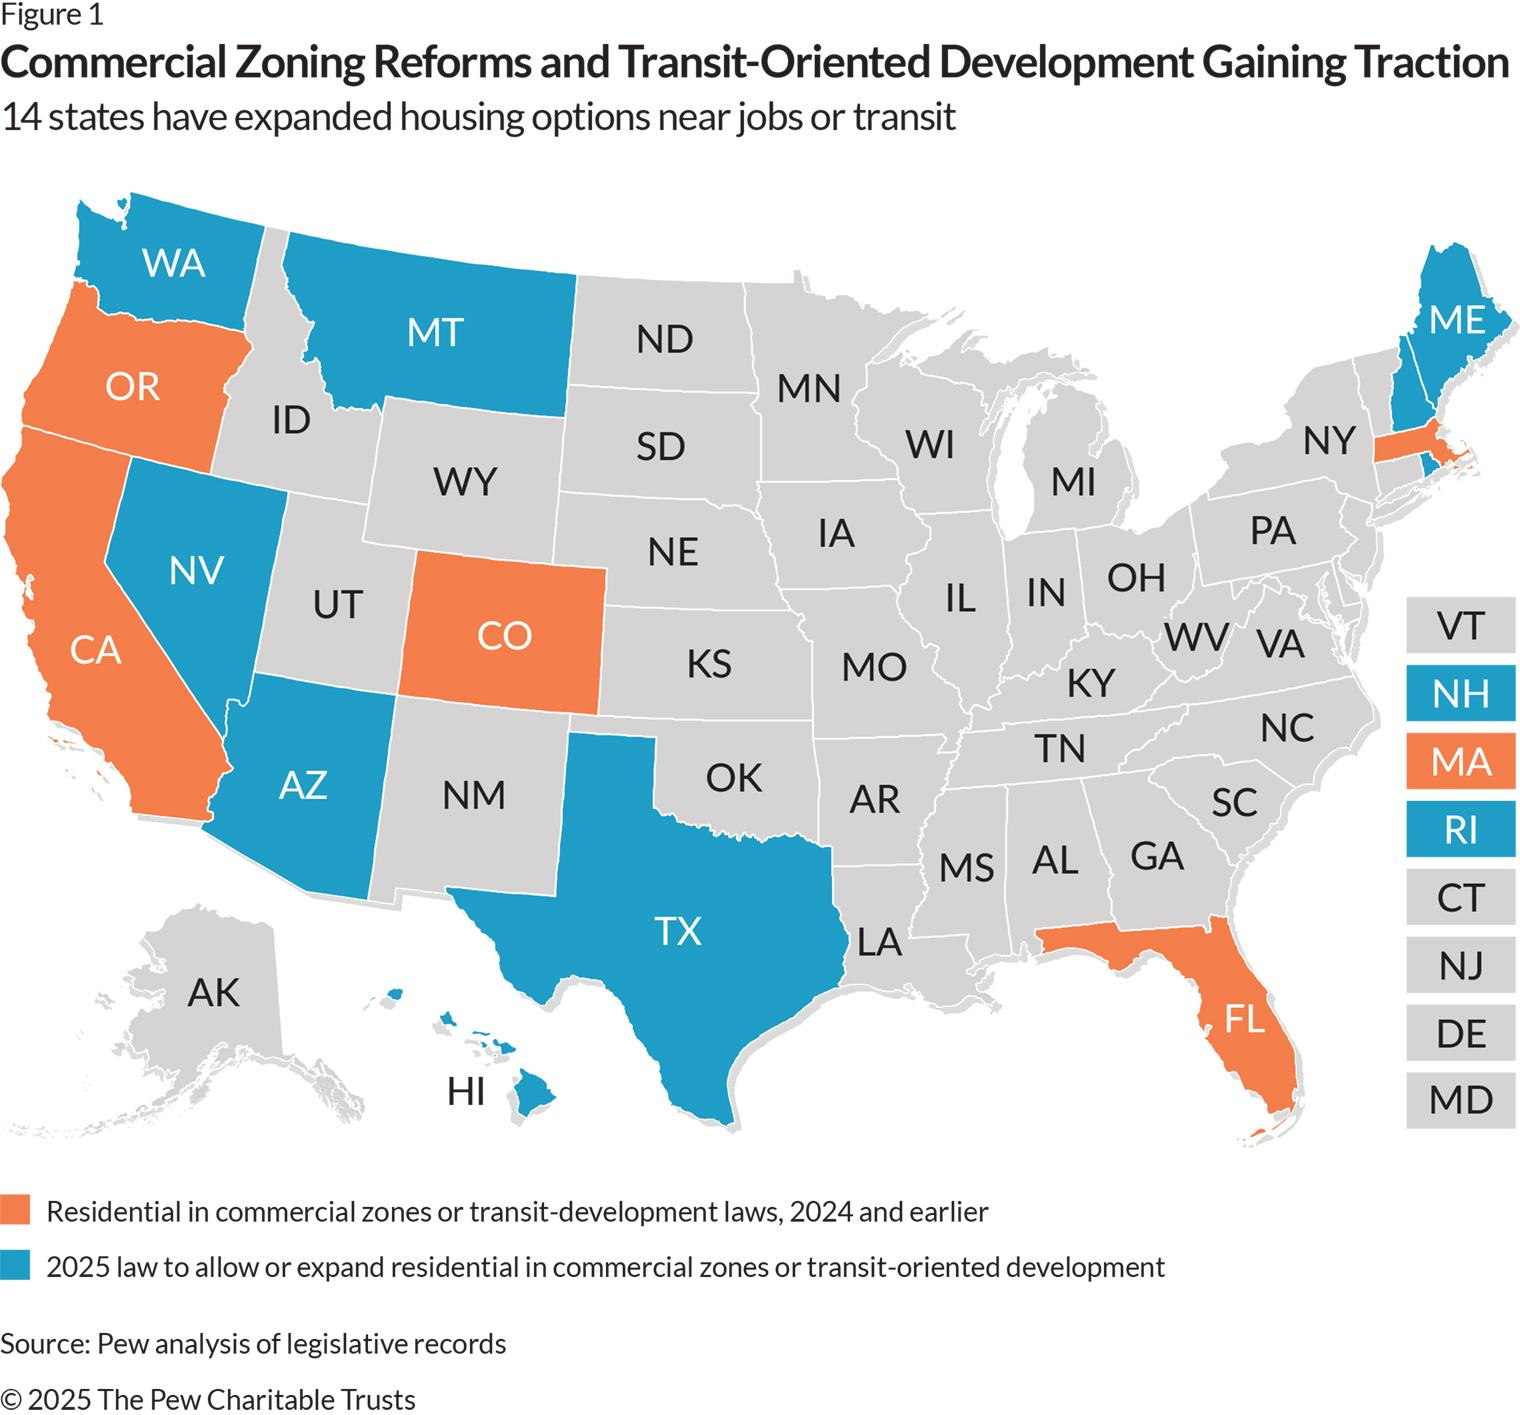 Figure 1
Commercial Zoning Reforms and Transit-Oriented Development Gaining Traction
14 states have expanded housing options near jobs or transit
WA
MT
ME
ND
OR
MN
ID
SD
WI
NY
WY
MI
PA
IA
NE
NV
OH
IL
IN
UT
VT
CO
WV
VA
CA
KS
MO
KY
NH
NC
TN
MA
AZ
OK
NM
AR
SC
RI
MS
AL
GA
CT
TX
LA
NJ
AK
FL
DE
HI
MD
Residential in commercial zones or transit-development laws, 2024 and earlier
2025 law to allow or expand residential in commercial zones or transit-oriented development
Source: Pew analysis of legislative records
© 2025 The Pew Charitable Trusts